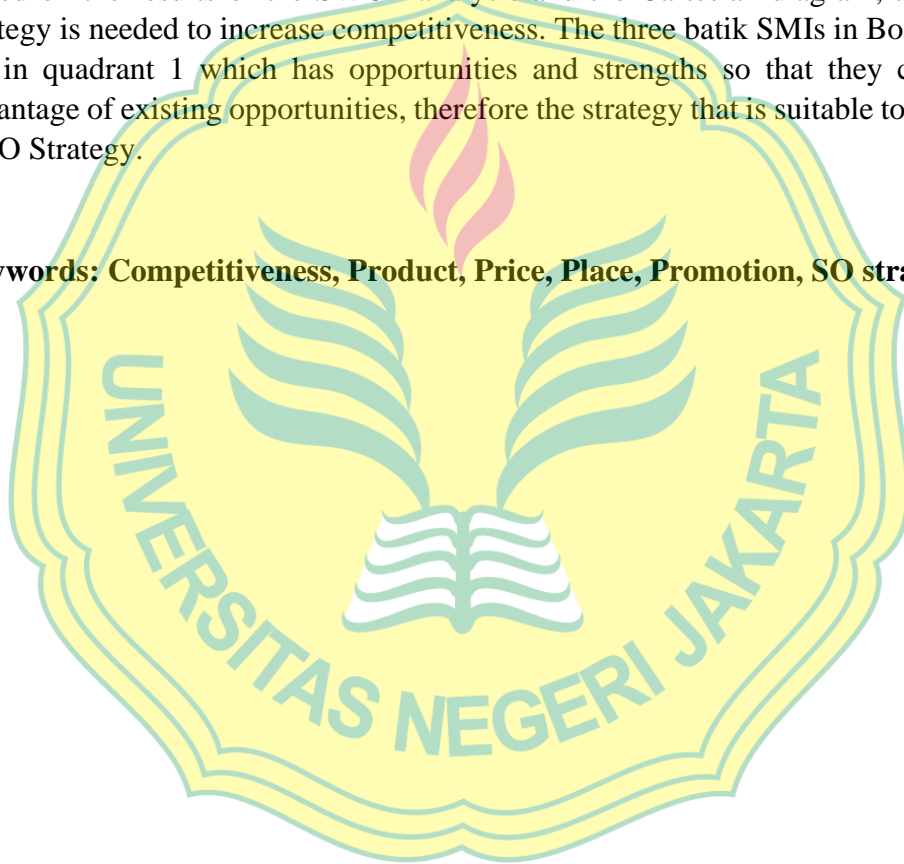 strategy is needed to increase competitiveness. The three batik SMIs in Bo
in quadrant 1 which has opportunities and strengths so that they c
advantage of existing opportunities, therefore the strategy that is suitable to
SO Strategy.
Keywords: Competitiveness, Product, Price, Place, Promotion, SO stra
UNIVERSITAS NEGERI JAKARTA